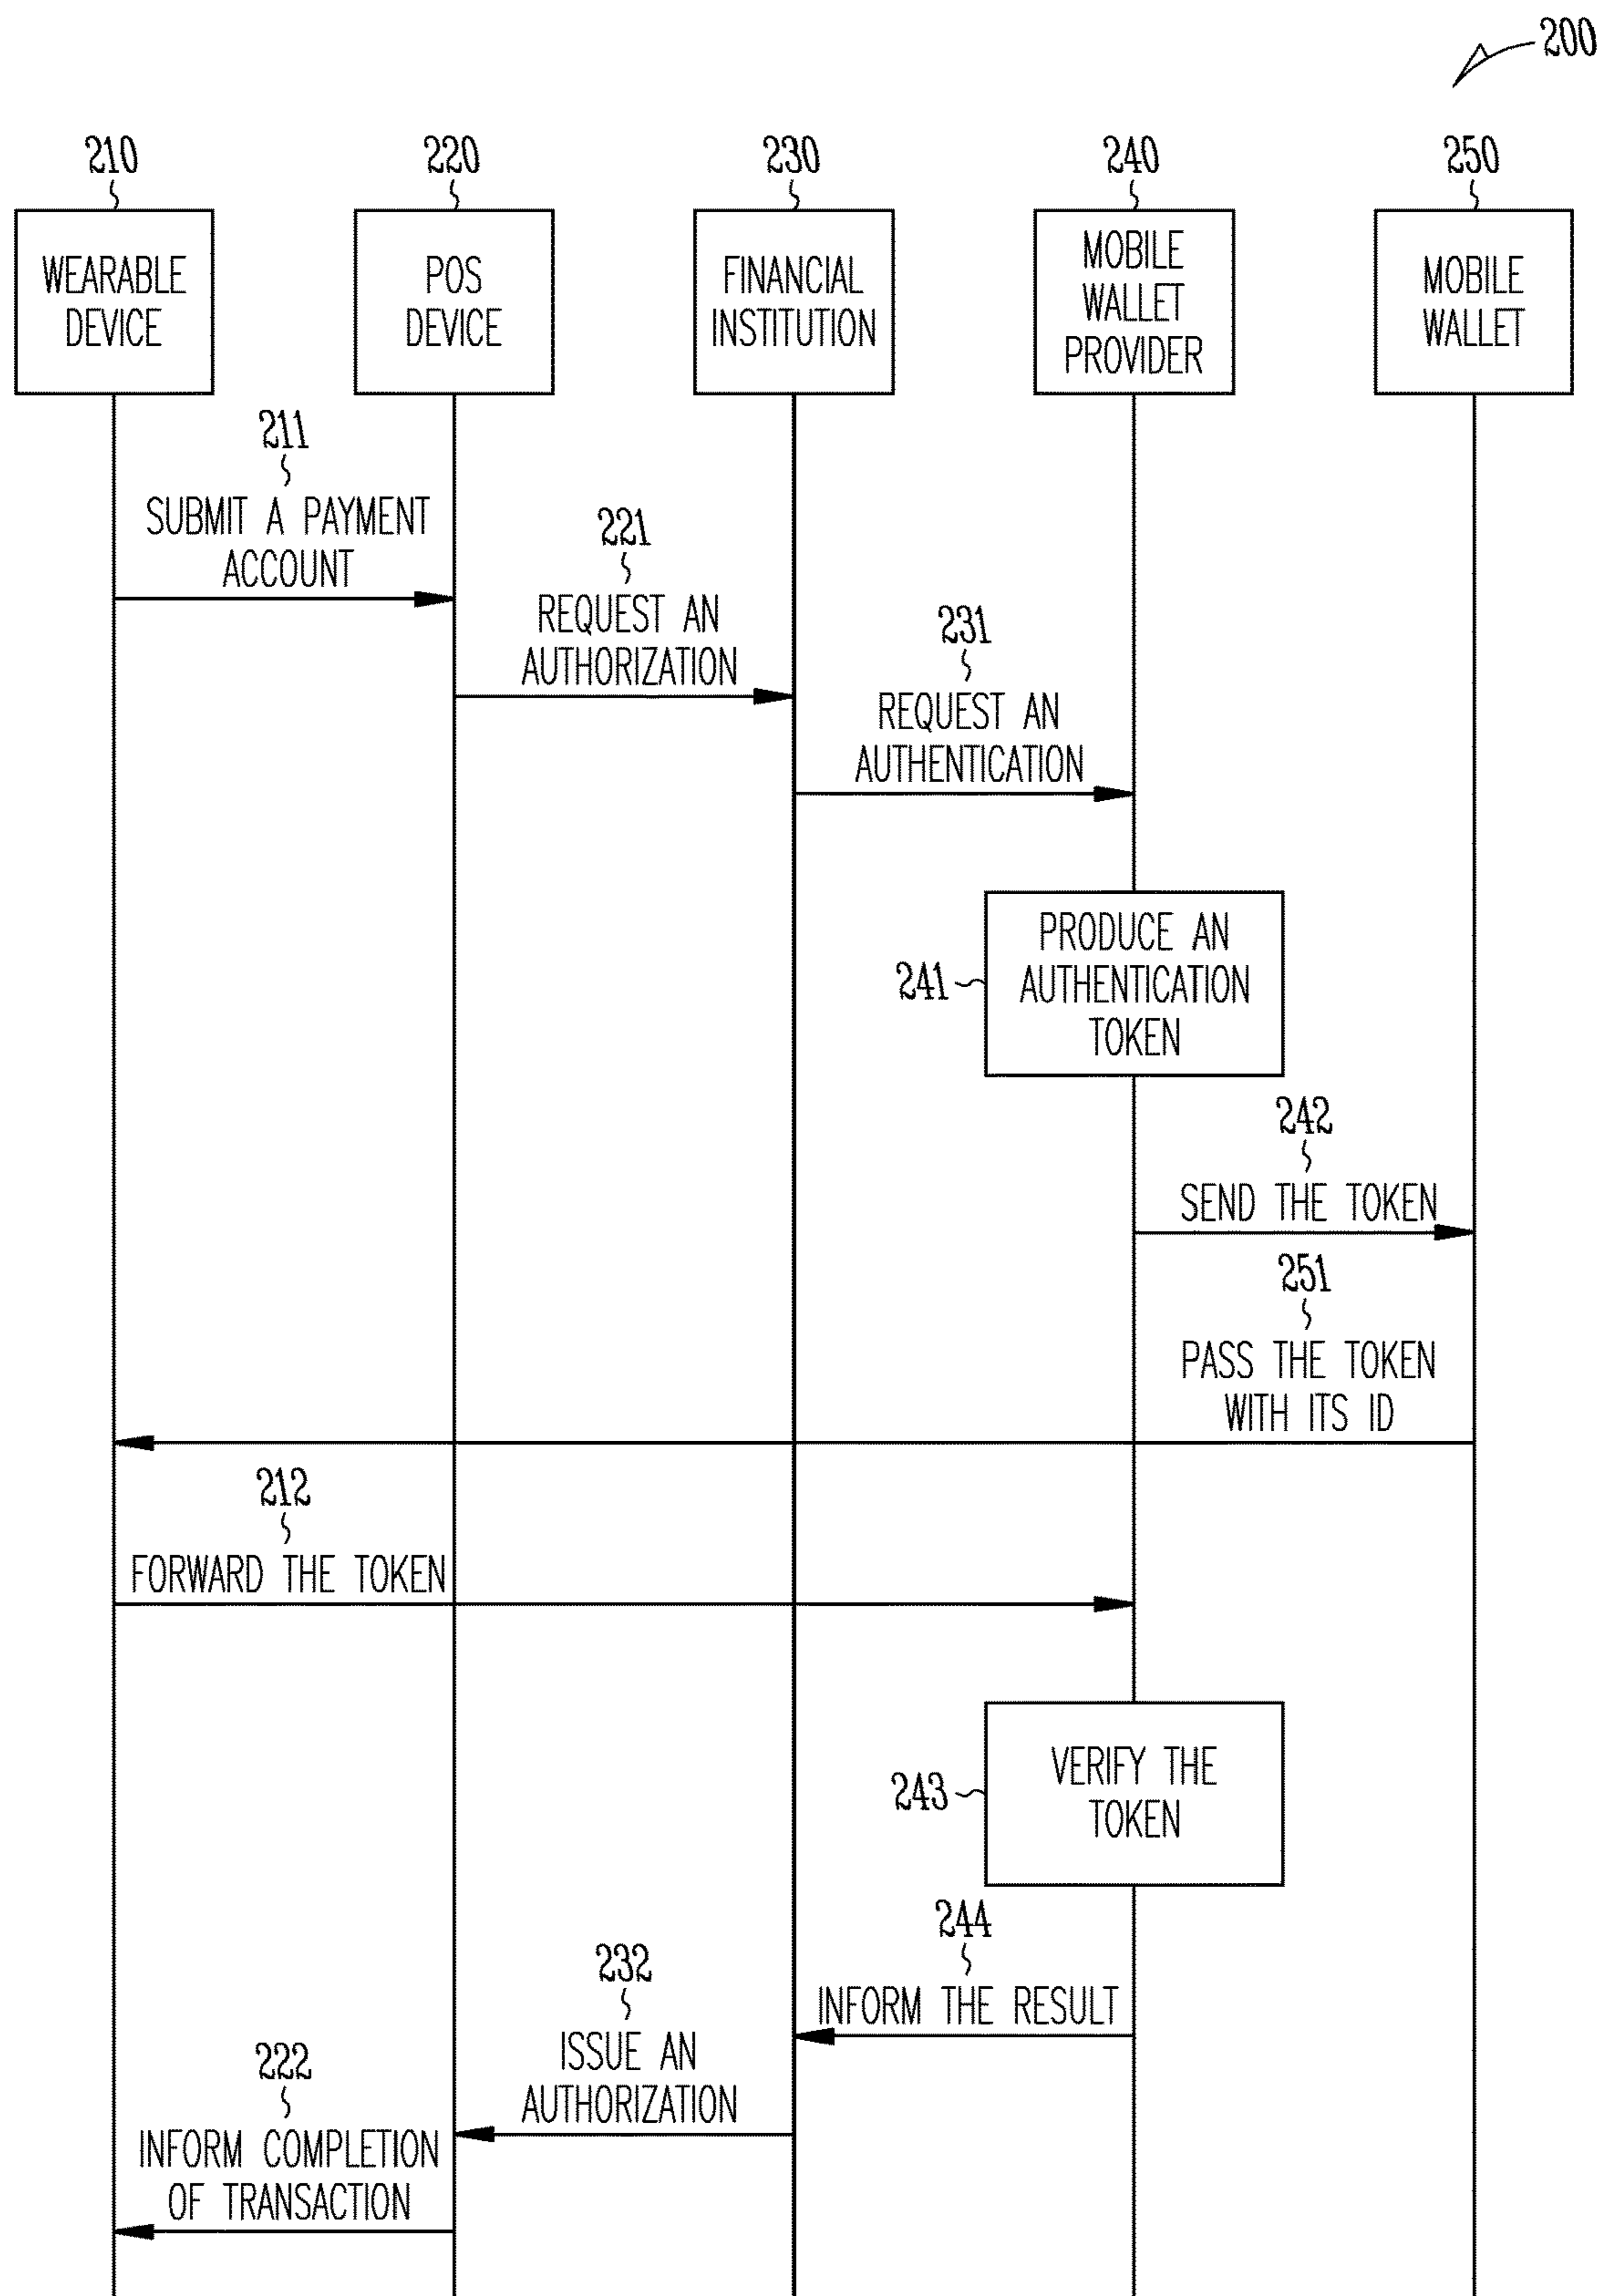 200
210
220
230
240
250
WEARABLE
DEVICE
POS
DEVICE
FINANCIAL
INSTITUTION
MOBILE
WALLET
PROVIDER
MOBILE
WALLET
211
SUBMIT A PAYMENT
ACCOUNT
221
REQUEST AN
AUTHORIZATION
231
REQUEST AN
AUTHENTICATION
241
PRODUCE AN
AUTHENTICATION
TOKEN
242
SEND THE TOKEN
251
PASS THE TOKEN
WITH ITS ID
212
FORWARD THE TOKEN
243
VERIFY THE
TOKEN
244
INFORM THE RESULT
232
ISSUE AN
AUTHORIZATION
222
INFORM COMPLETION
OF TRANSACTION